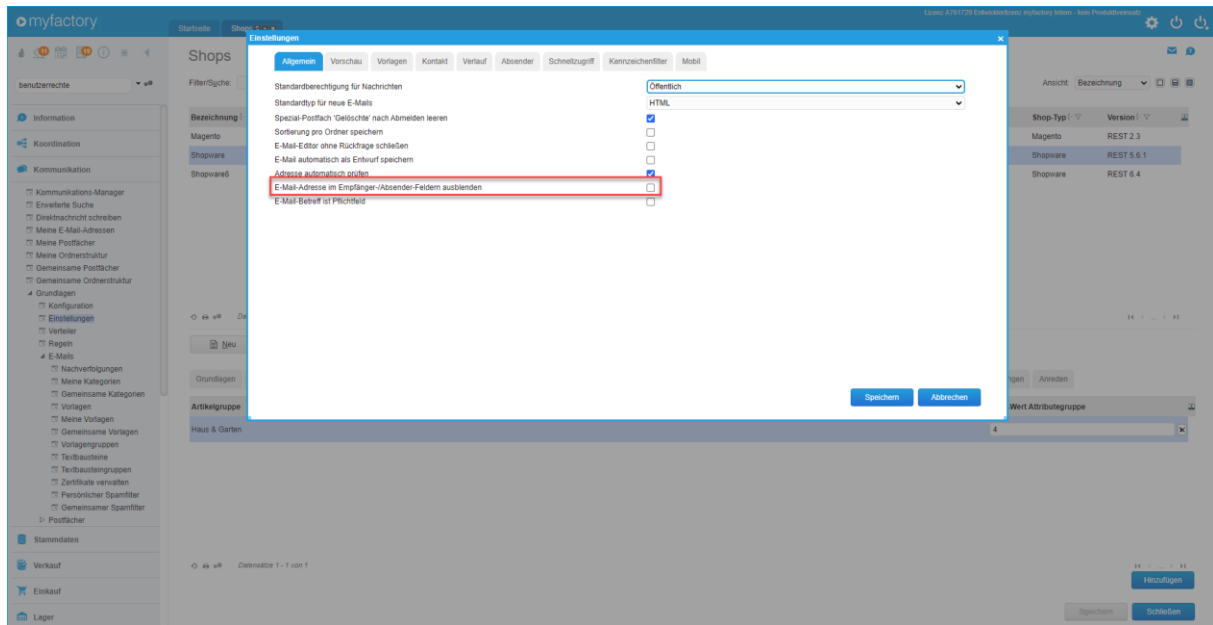 myfactory
Startseite Shops
Lizenz A761729 Entwicklerlizenz myfactory Intern - kein Produktiveinsatz
benutzerrechte
Information
Koordination
Kommunikation
Kommunikations-Manager
Erweiterte Suche
Direktnachricht schreiben
Meine E-Mail-Adressen
Meine Postfächer
Meine Ordnerstruktur
Gemeinsame Postfächer
Gemeinsame Ordnerstruktur
Grundlagen
Konfiguration
Einstellungen
Verteiler
Regeln
E-Mails
Nachverfolgungen
Meine Kategorien
Gemeinsame Kategorien
Vorlagen
Meine Vorlagen
Gemeinsame Vorlagen
Vorlagengruppen
Textbausteine
Textbausteingruppen
Zertifikate verwalten
Persönlicher Spamfilter
Gemeinsamer Spamfilter
Postfächer
Stammdaten
Verkauf
Einkauf
Lager
Shops
Filter/Suche:
Ansicht: Bezeichnung
Bezeichnung Shop-Typ Version
Magento Magento REST 2.3
Shopware Shopware REST 5.6.1
Shopware6 Shopware REST 6.4
Einstellungen
Allgemein Vorschau Vorlagen Kontakt Verlauf Absender Schnellzugriff Kennzeichenfilter Mobil
Standardberechtigung für Nachrichten Öffentlich
Standardtyp für neue E-Mails HTML
Spezial-Postfach 'Gelöschte' nach Abmelden leeren
Sortierung pro Ordner speichern
E-Mail-Editor ohne Rückfrage schließen
E-Mail automatisch als Entwurf speichern
Adresse automatisch prüfen
E-Mail-Adresse im Empfänger-/Absender-Feldern ausblenden
E-Mail-Betreff ist Pflichtfeld
Speichern Abbrechen
Neu
Grundlagen Anreden
Artikelgruppe Wert Attributegruppe
Haus & Garten 4
Datensätze 1 - 1 von 1
Hinzufügen
Speichern Schließen